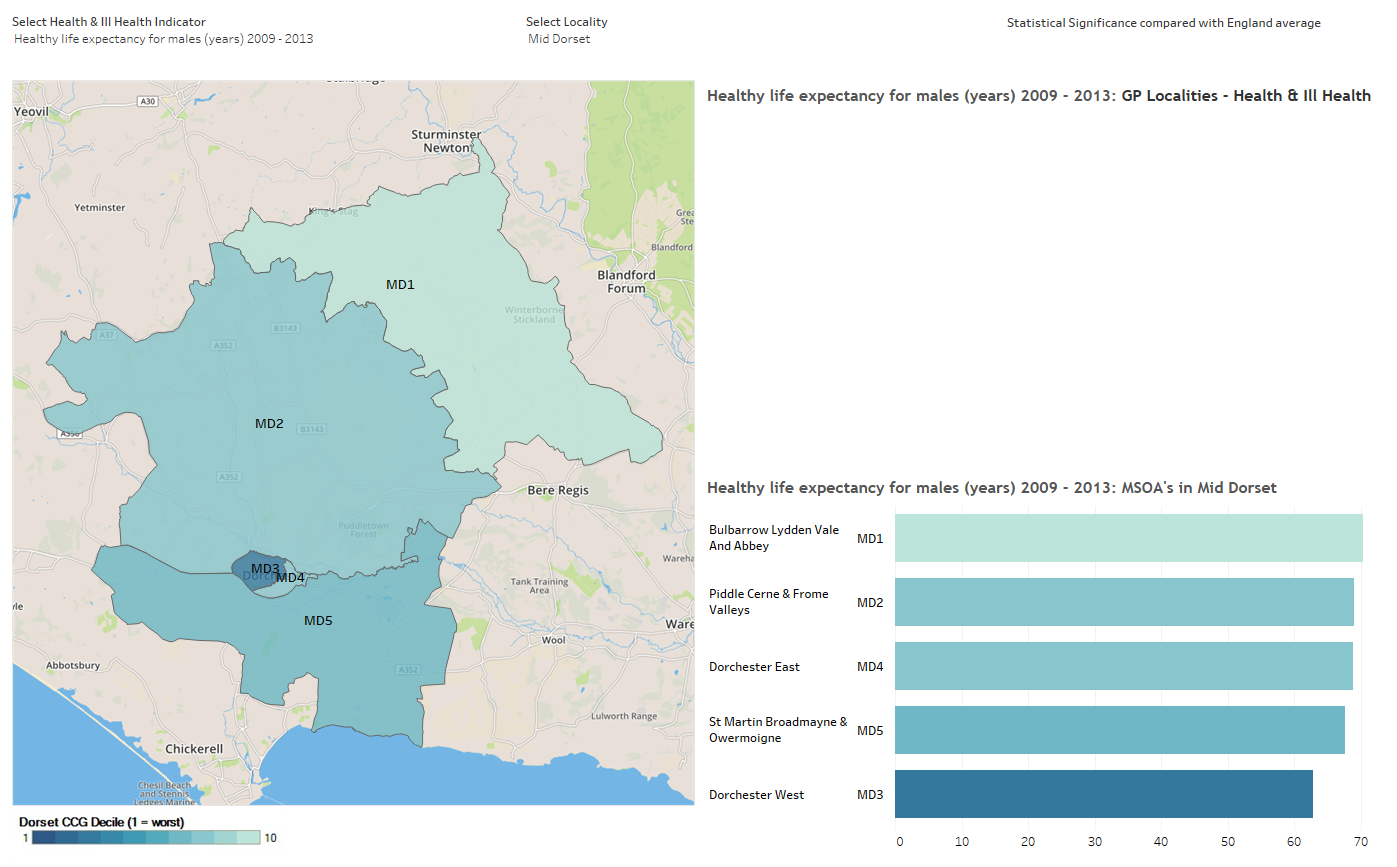 Select Health & Ill Health Indicator
Healthy life expectancy for males (years) 2009 - 2013
Select Locality
Mid Dorset
Statistical Significance compared with England average
Yeovil
A30
Sturminster
Newton
King's Stag
Yetminster
Blandford
Blandford
Forum
MD1
Winterborne
Stickland
A37
B3143
A352
MD2
B3143
A356
A352
Bere Regis
Puddletown
Forest
MD3
MD4
Tank Training
Area
MD5
Wool
Abbotsbury
A352
Lulworth Range
Chickerell
Chesil Beach
and Stennis
Ledges Marine
Dorset CCG Decile (1 = worst)
1
10
Healthy life expectancy for males (years) 2009 - 2013: GP Localities - Health & Ill Health
Healthy life expectancy for males (years) 2009 - 2013: MSOA's in Mid Dorset
Bulbarrow Lydden Vale
And Abbey
MD1
Piddle Cerne & Frome
Valleys
MD2
Dorchester East
MD4
St Martin Broadmayne &
Owermoigne
MD5
Dorchester West
MD3
0 10 20 30 40 50 60 70